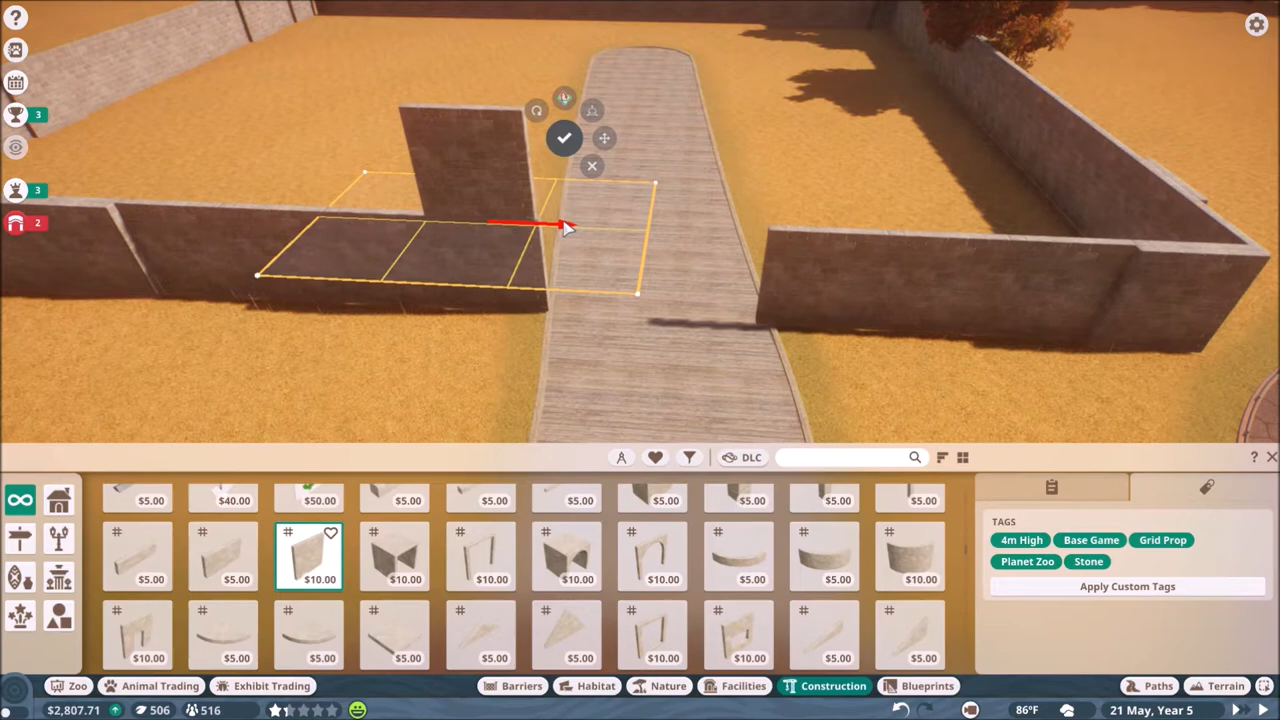 ?
3
3
2
DLC
?
$5.00 $40.00 $50.00 $5.00 $5.00 $5.00 $5.00 $5.00 $5.00 $5.00
$5.00 $5.00 $10.00 $10.00 $10.00 $10.00 $10.00 $5.00 $5.00 $10.00
$10.00 $5.00 $5.00 $5.00 $5.00 $5.00 $10.00 $10.00 $5.00 $5.00
TAGS
4m High Base Game Grid Prop
Planet Zoo Stone
Apply Custom Tags
Zoo Animal Trading Exhibit Trading Barriers Habitat Nature Facilities Construction Blueprints Paths Terrain
$2,807.71 506 516 86°F 21 May, Year 5